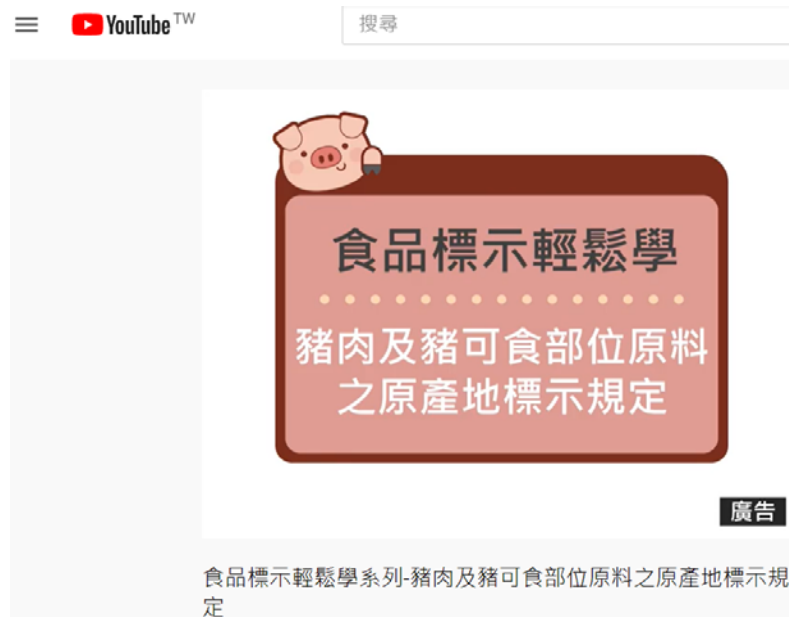 YouTube TW
搜尋
食品標示輕鬆學
豬肉及豬可食部位原料
之原產地標示規定
廣告
食品標示輕鬆學系列-豬肉及豬可食部位原料之原產地標示規
定